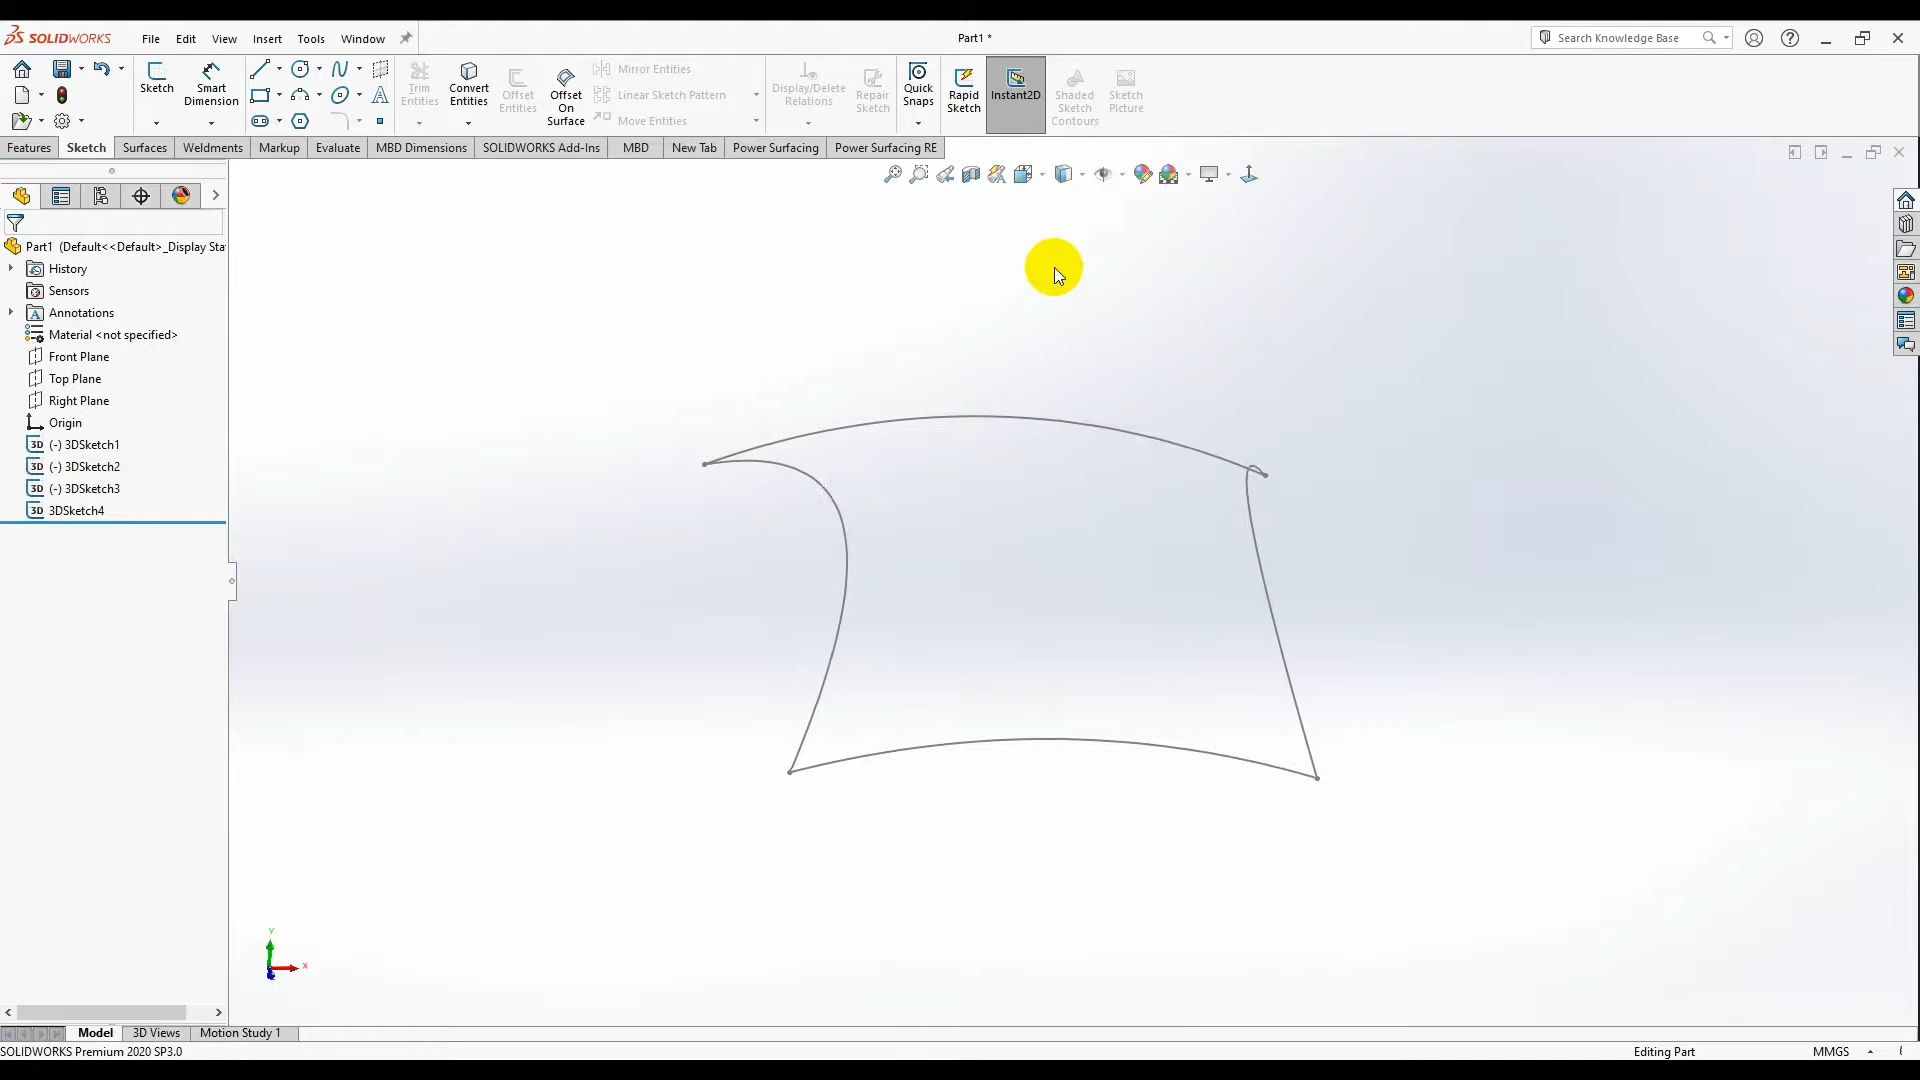 SOLIDWORKS
File Edit View Insert Tools Window
Part1 *
Search Knowledge Base
Sketch
Smart Dimension
Trim Entities
Convert Entities
Offset Entities
Offset On Surface
Mirror Entities
Linear Sketch Pattern
Move Entities
Display/Delete Relations
Repair Sketch
Quick Snaps
Rapid Sketch
Instant2D
Shaded Sketch Contours
Sketch Picture
Features Sketch Surfaces Weldments Markup Evaluate MBD Dimensions SOLIDWORKS Add-Ins MBD New Tab Power Surfacing Power Surfacing RE
Part1 (Default<<Default>_Display Sta
History
Sensors
Annotations
Material <not specified>
Front Plane
Top Plane
Right Plane
Origin
3D (-) 3DSketch1
3D (-) 3DSketch2
3D (-) 3DSketch3
3D 3DSketch4
Y
X
Model 3D Views Motion Study 1
SOLIDWORKS Premium 2020 SP3.0
Editing Part
MMGS